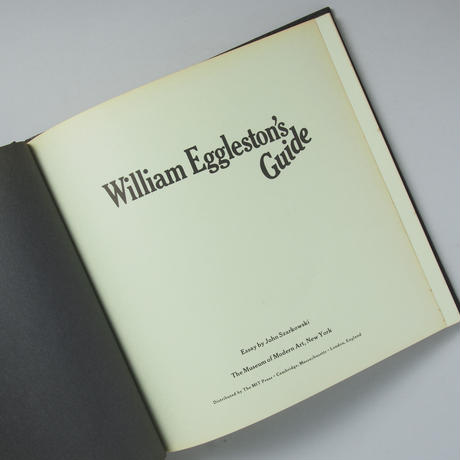 William Eggleston's
Guide
Essay by John Szarkowski
The Museum of Modern Art, New York
Distributed by The MIT Press • Cambridge, Massachusetts • London, England